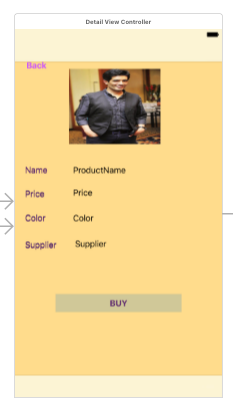 Detail View Controller
Back
Name ProductName
Price Price
Color Color
Supplier Supplier
BUY